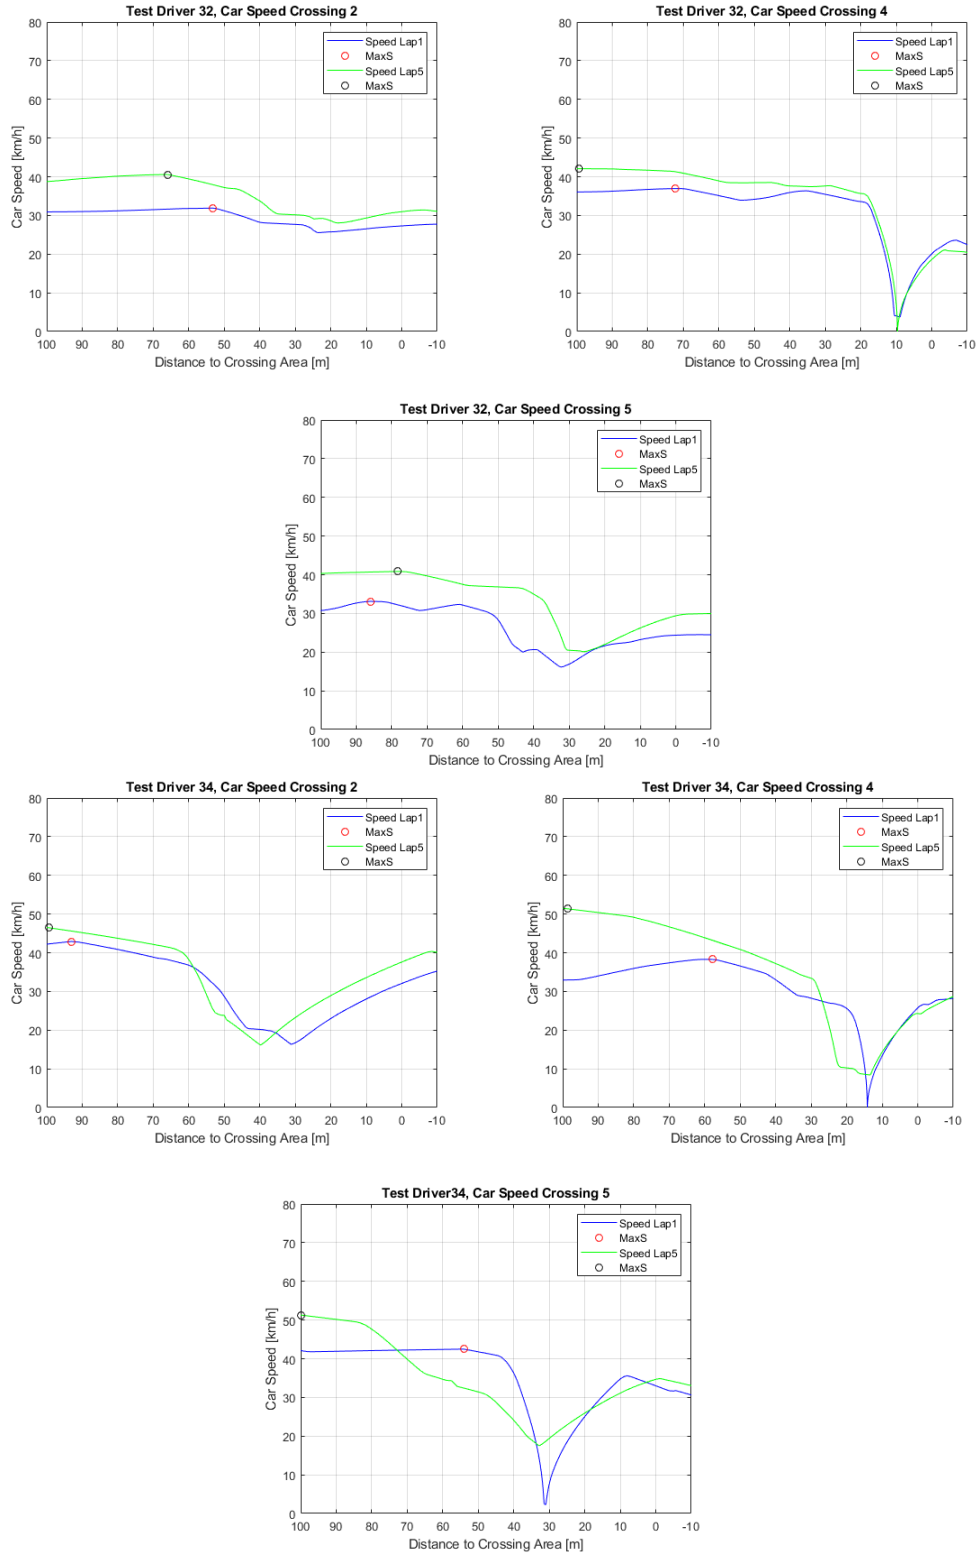 Test Driver 32, Car Speed Crossing 2
80
70
60
50
40
30
20
10
0
Car Speed [km/h]
Speed Lap1
MaxS
Speed Lap5
MaxS
100 90 80 70 60 50 40 30 20 10 0 -10
Distance to Crossing Area [m]
Test Driver 32, Car Speed Crossing 4
80
70
60
50
40
30
20
10
0
Car Speed [km/h]
Speed Lap1
MaxS
Speed Lap5
MaxS
100 90 80 70 60 50 40 30 20 10 0 -10
Distance to Crossing Area [m]
Test Driver 32, Car Speed Crossing 5
80
70
60
50
40
30
20
10
0
Car Speed [km/h]
Speed Lap1
MaxS
Speed Lap5
MaxS
100 90 80 70 60 50 40 30 20 10 0 -10
Distance to Crossing Area [m]
Test Driver 34, Car Speed Crossing 2
80
70
60
50
40
30
20
10
0
Car Speed [km/h]
Speed Lap1
MaxS
Speed Lap5
MaxS
100 90 80 70 60 50 40 30 20 10 0 -10
Distance to Crossing Area [m]
Test Driver 34, Car Speed Crossing 4
80
70
60
50
40
30
20
10
0
Car Speed [km/h]
Speed Lap1
MaxS
Speed Lap5
MaxS
100 90 80 70 60 50 40 30 20 10 0 -10
Distance to Crossing Area [m]
Test Driver34, Car Speed Crossing 5
80
70
60
50
40
30
20
10
0
Car Speed [km/h]
Speed Lap1
MaxS
Speed Lap5
MaxS
100 90 80 70 60 50 40 30 20 10 0 -10
Distance to Crossing Area [m]